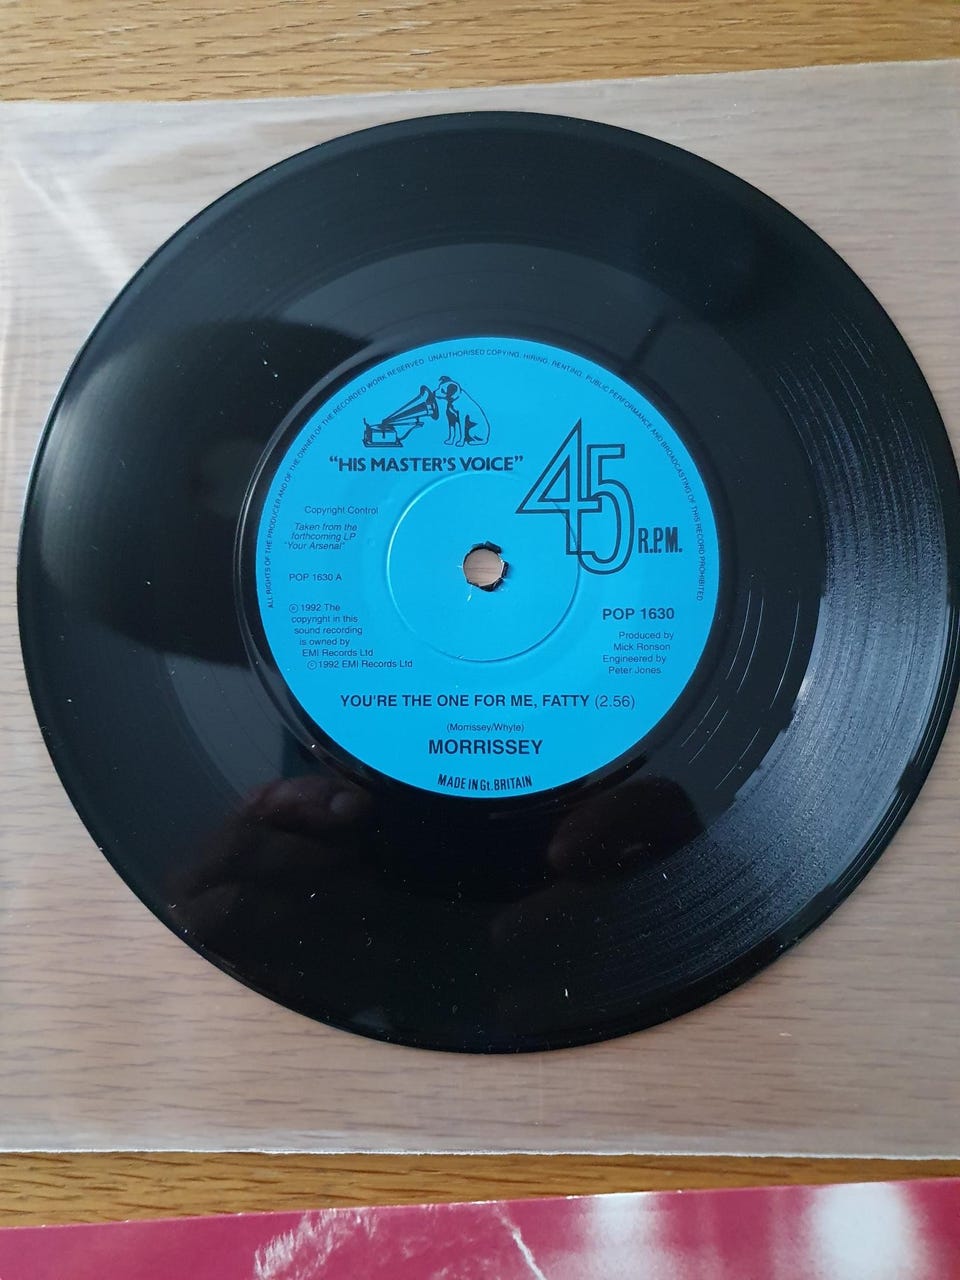 ALL RIGHTS OF THE PRODUCER AND OF THE OWNER OF THE RECORDED WORK RESERVED. UNAUTHORISED COPYING, HIRING, RENTING, PUBLIC PERFORMANCE AND BROADCASTING OF THIS RECORD PROHIBITED
"HIS MASTER'S VOICE"
45 R.P.M.
Copyright Control
Taken from the
forthcoming LP
"Your Arsenal"
POP 1630 A
℗ 1992 The
copyright in this
sound recording
is owned by
EMI Records Ltd
© 1992 EMI Records Ltd
POP 1630
Produced by
Mick Ronson
Engineered by
Peter Jones
YOU'RE THE ONE FOR ME, FATTY (2.56)
(Morrissey/Whyte)
MORRISSEY
MADE IN Gt. BRITAIN